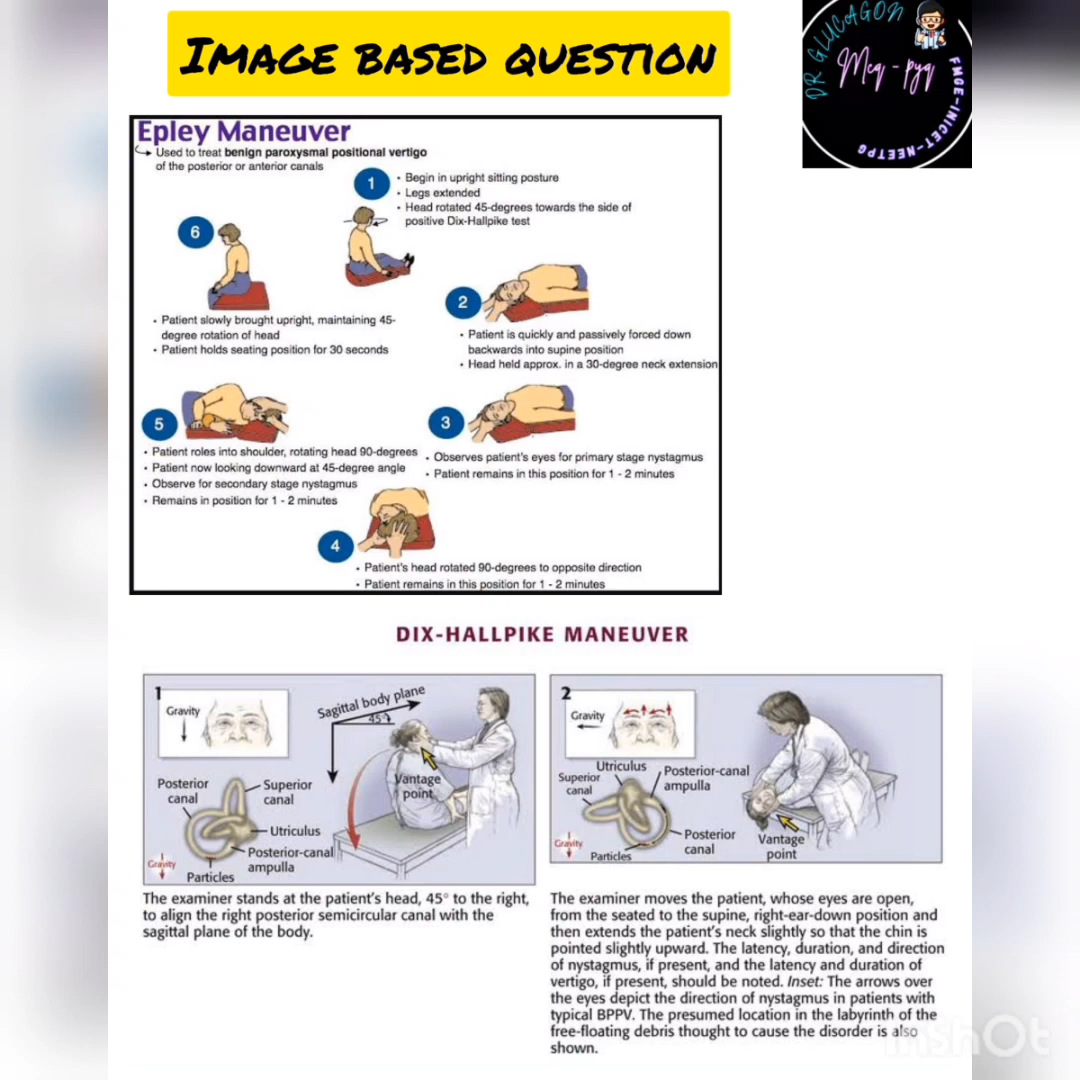 IMAGE BASED QUESTION
DR GLUCAGON
Mcq - pyq
FMGE-INICET-NEETPG
Epley Maneuver
Used to treat benign paroxysmal positional vertigo
of the posterior or anterior canals
1
• Begin in upright sitting posture
• Legs extended
• Head rotated 45-degrees towards the side of
positive Dix-Hallpike test
6
• Patient slowly brought upright, maintaining 45-
degree rotation of head
• Patient holds seating position for 30 seconds
2
• Patient is quickly and passively forced down
backwards into supine position
• Head held approx. in a 30-degree neck extension
5
• Patient roles into shoulder, rotating head 90-degrees
• Patient now looking downward at 45-degree angle
• Observe for secondary stage nystagmus
• Remains in position for 1 - 2 minutes
3
• Observes patient's eyes for primary stage nystagmus
• Patient remains in this position for 1 - 2 minutes
4
• Patient's head rotated 90-degrees to opposite direction
• Patient remains in this position for 1 - 2 minutes
DIX-HALLPIKE MANEUVER
1
Gravity
Sagittal body plane
45°
Vantage
point
Posterior
canal
Superior
canal
Utriculus
Posterior-canal
ampulla
Gravity
Particles
The examiner stands at the patient's head, 45° to the right,
to align the right posterior semicircular canal with the
sagittal plane of the body.
2
Gravity
Utriculus
Superior
canal
Posterior-canal
ampulla
Posterior
canal
Gravity
Particles
Vantage
point
The examiner moves the patient, whose eyes are open,
from the seated to the supine, right-ear-down position and
then extends the patient's neck slightly so that the chin is
pointed slightly upward. The latency, duration, and direction
of nystagmus, if present, and the latency and duration of
vertigo, if present, should be noted. Inset: The arrows over
the eyes depict the direction of nystagmus in patients with
typical BPPV. The presumed location in the labyrinth of the
free-floating debris thought to cause the disorder is also
shown.
InShOt